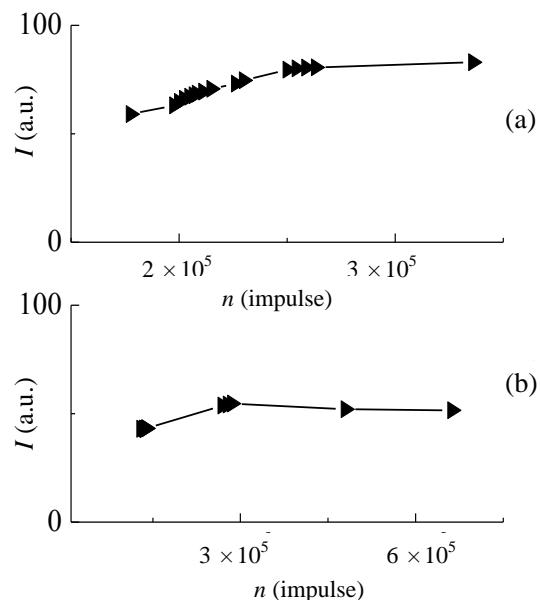 100
I (a.u.)
(a)
0
2 × 10⁵
3 × 10⁵
n (impulse)
100
I (a.u.)
(b)
0
3 × 10⁵
6 × 10⁵
n (impulse)